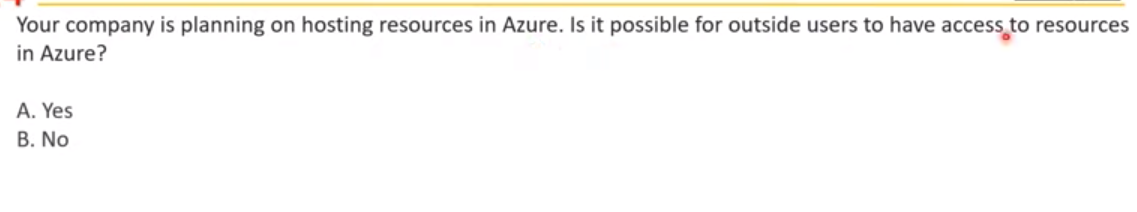 Your company is planning on hosting resources in Azure. Is it possible for outside users to have access to resources
in Azure?
A. Yes
B. No